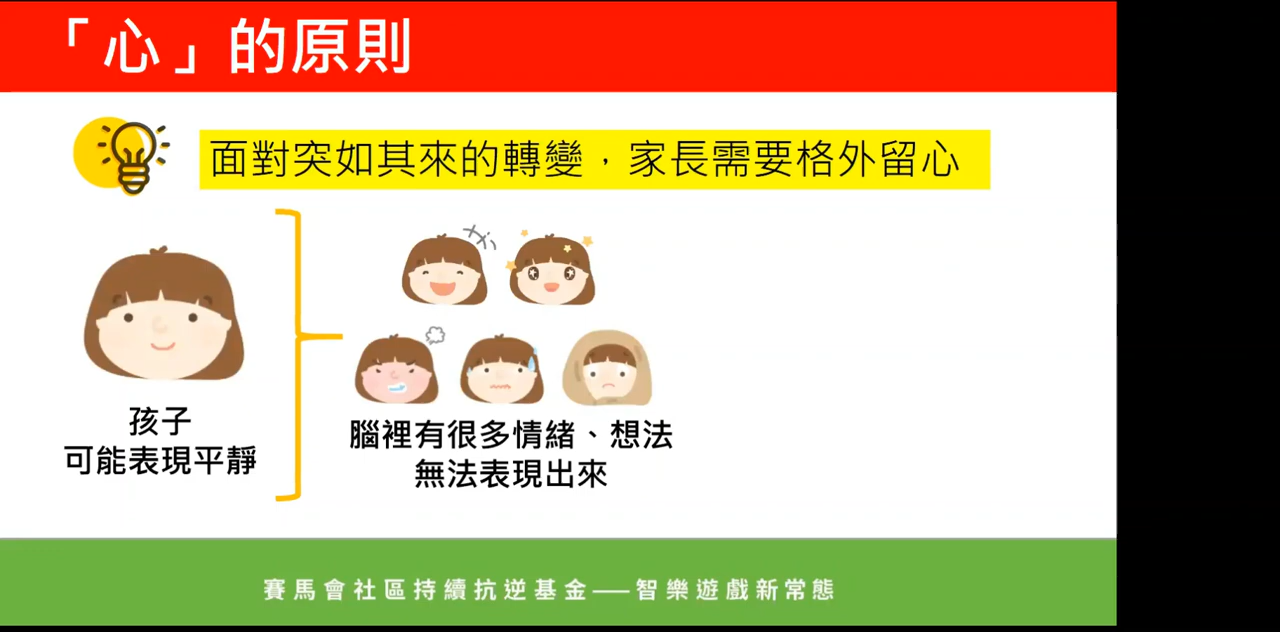 「心」的原則
面對突如其來的轉變，家長需要格外留心
孩子
可能表現平靜
腦裡有很多情緒、想法
無法表現出來
賽馬會社區持續抗逆基金——智樂遊戲新常態